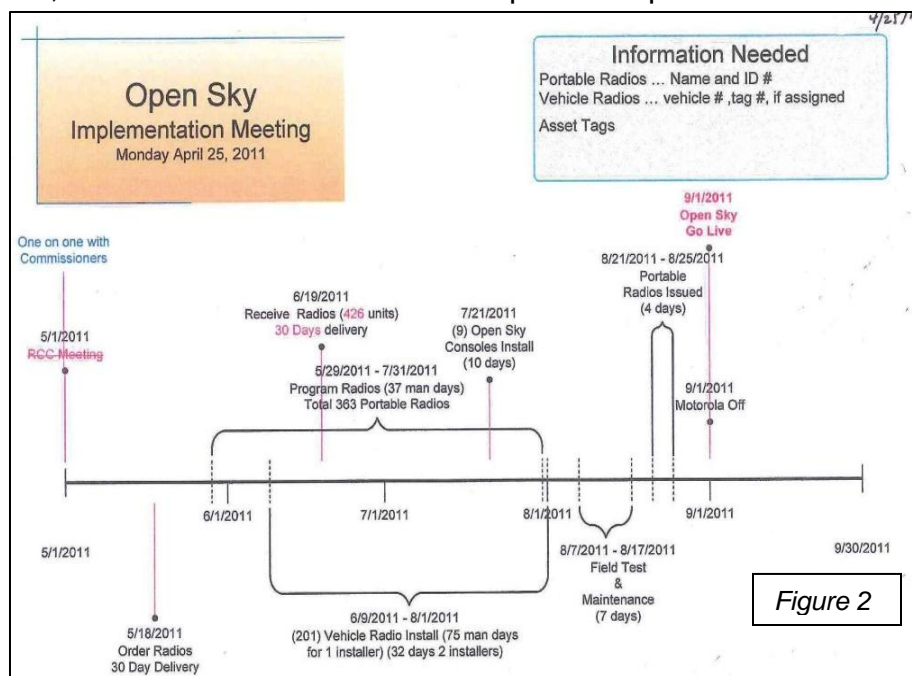 4/25/1
Open Sky
Implementation Meeting
Monday April 25, 2011
Information Needed
Portable Radios ... Name and ID #
Vehicle Radios ... vehicle # ,tag #, if assigned
Asset Tags
One on one with
Commissioners
5/1/2011
RCC Meeting
6/19/2011
Receive Radios (426 units)
30 Days delivery
5/29/2011 - 7/31/2011
Program Radios (37 man days)
Total 363 Portable Radios
7/21/2011
(9) Open Sky
Consoles Install
(10 days)
8/21/2011 - 8/25/2011
Portable
Radios Issued
(4 days)
9/1/2011
Open Sky
Go Live
9/1/2011
Motorola Off
6/1/2011
7/1/2011
8/1/2011
9/1/2011
5/1/2011
9/30/2011
5/18/2011
Order Radios
30 Day Delivery
6/9/2011 - 8/1/2011
(201) Vehicle Radio Install (75 man days
for 1 installer) (32 days 2 installers)
8/7/2011 - 8/17/2011
Field Test
&
Maintenance
(7 days)
Figure 2